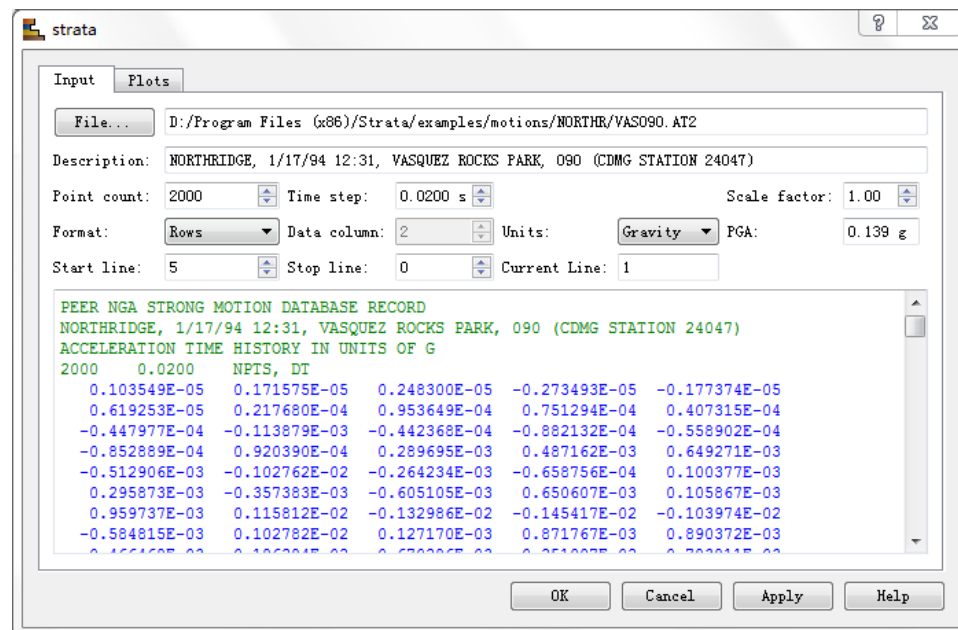 strata
Input Plots
File... D:/Program Files (x86)/Strata/examples/motions/NORTHR/VAS090.AT2
Description: NORTHRIDGE, 1/17/94 12:31, VASQUEZ ROCKS PARK, 090 (CDMG STATION 24047)
Point count: 2000 Time step: 0.0200 s Scale factor: 1.00
Format: Rows Data column: 2 Units: Gravity PGA: 0.139 g
Start line: 5 Stop line: 0 Current Line: 1
PEER NGA STRONG MOTION DATABASE RECORD
NORTHRIDGE, 1/17/94 12:31, VASQUEZ ROCKS PARK, 090 (CDMG STATION 24047)
ACCELERATION TIME HISTORY IN UNITS OF G
2000 0.0200 NPTS, DT
0.103549E-05 0.171575E-05 0.248300E-05 -0.273493E-05 -0.177374E-05
0.619253E-05 0.217680E-04 0.953649E-04 0.751294E-04 0.407315E-04
-0.447977E-04 -0.113879E-03 -0.442368E-04 -0.882132E-04 -0.558902E-04
-0.852889E-04 0.920390E-04 0.289695E-03 0.487162E-03 0.649271E-03
-0.512906E-03 -0.102762E-02 -0.264234E-03 -0.658756E-04 0.100377E-03
0.295873E-03 -0.357383E-03 -0.605105E-03 0.650607E-03 0.105867E-03
0.959737E-03 0.115812E-02 -0.132986E-02 -0.145417E-02 -0.103974E-02
-0.584815E-03 0.102782E-02 0.127170E-03 0.871767E-03 0.890372E-03
OK Cancel Apply Help